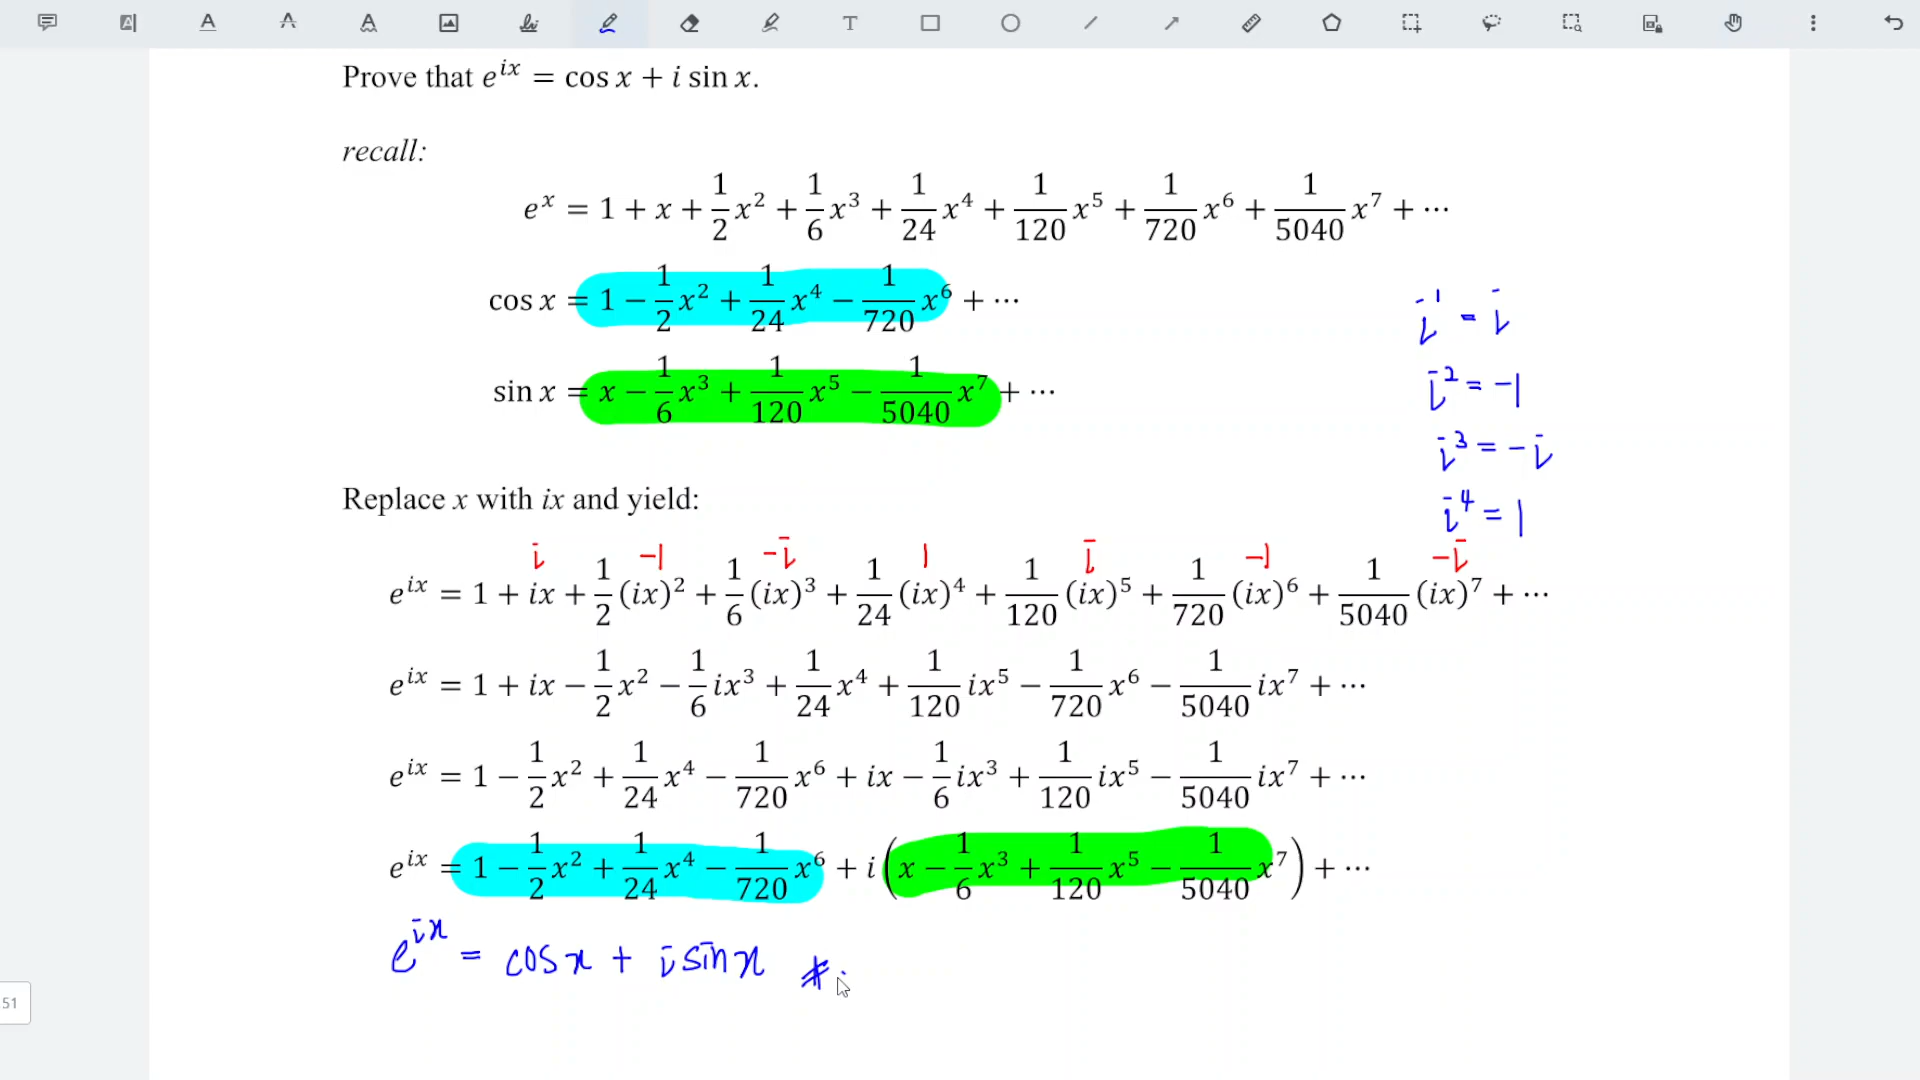 Prove that e^{ix} = cos x + i sin x.
recall:
e^x = 1 + x + 1/2 x^2 + 1/6 x^3 + 1/24 x^4 + 1/120 x^5 + 1/720 x^6 + 1/5040 x^7 + ⋯
cos x = 1 − 1/2 x^2 + 1/24 x^4 − 1/720 x^6 + ⋯
sin x = x − 1/6 x^3 + 1/120 x^5 − 1/5040 x^7 + ⋯
i^1 = i
i^2 = -1
i^3 = -i
i^4 = 1
Replace x with ix and yield:
i -1 -i 1 i -1 -i
e^{ix} = 1 + ix + 1/2 (ix)^2 + 1/6 (ix)^3 + 1/24 (ix)^4 + 1/120 (ix)^5 + 1/720 (ix)^6 + 1/5040 (ix)^7 + ⋯
e^{ix} = 1 + ix − 1/2 x^2 − 1/6 ix^3 + 1/24 x^4 + 1/120 ix^5 − 1/720 x^6 − 1/5040 ix^7 + ⋯
e^{ix} = 1 − 1/2 x^2 + 1/24 x^4 − 1/720 x^6 + ix − 1/6 ix^3 + 1/120 ix^5 − 1/5040 ix^7 + ⋯
e^{ix} = 1 − 1/2 x^2 + 1/24 x^4 − 1/720 x^6 + i(x − 1/6 x^3 + 1/120 x^5 − 1/5040 x^7) + ⋯
e^{ix} = cos x + i sin x #
51